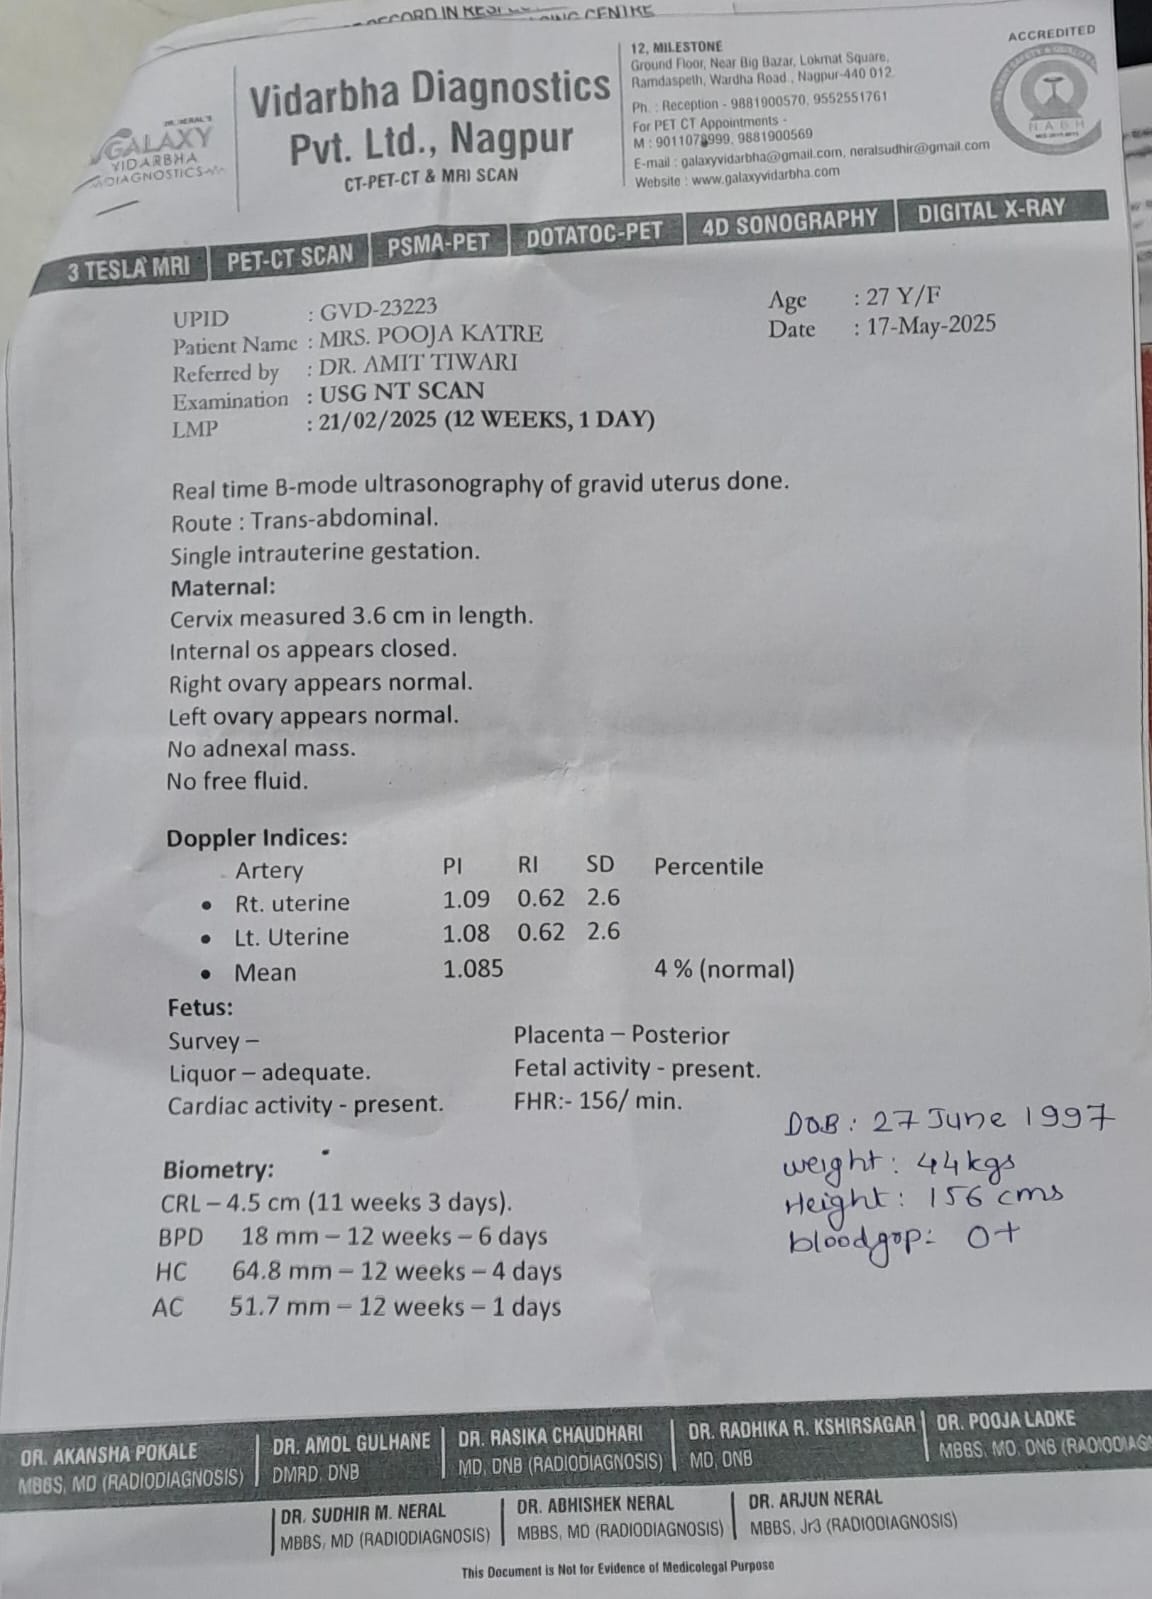 RECORD IN
CENTRE
DR. NERAL'S
GALAXY
VIDARBHA
DIAGNOSTICS
Vidarbha Diagnostics
Pvt. Ltd., Nagpur
CT-PET-CT & MRI SCAN
12, MILESTONE
Ground Floor, Near Big Bazar, Lokmat Square,
Ramdaspeth, Wardha Road., Nagpur-440 012.
Ph. : Reception - 9881900570, 9552551761
For PET CT Appointments -
M : 9011078999, 9881900569
E-mail : galaxyvidarbha@gmail.com, neralsudhir@gmail.com
Website : www.galaxyvidarbha.com
ACCREDITED
NABH
3 TESLA MRI | PET-CT SCAN | PSMA-PET | DOTATOC-PET | 4D SONOGRAPHY | DIGITAL X-RAY
UPID : GVD-23223
Age : 27 Y/F
Patient Name : MRS. POOJA KATRE
Date : 17-May-2025
Referred by : DR. AMIT TIWARI
Examination : USG NT SCAN
LMP : 21/02/2025 (12 WEEKS, 1 DAY)
Real time B-mode ultrasonography of gravid uterus done.
Route : Trans-abdominal.
Single intrauterine gestation.
Maternal:
Cervix measured 3.6 cm in length.
Internal os appears closed.
Right ovary appears normal.
Left ovary appears normal.
No adnexal mass.
No free fluid.
Doppler Indices:
Artery PI RI SD Percentile
• Rt. uterine 1.09 0.62 2.6
• Lt. Uterine 1.08 0.62 2.6
• Mean 1.085 4 % (normal)
Fetus:
Survey – Placenta – Posterior
Liquor – adequate. Fetal activity - present.
Cardiac activity - present. FHR:- 156/ min.
DOB: 27 June 1997
weight: 44kgs
Height: 156 cms
bloodgrp:- O+
Biometry:
CRL – 4.5 cm (11 weeks 3 days).
BPD 18 mm – 12 weeks – 6 days
HC 64.8 mm – 12 weeks – 4 days
AC 51.7 mm – 12 weeks – 1 days
DR. AKANSHA POKALE
MBBS, MD (RADIODIAGNOSIS)
DR. AMOL GULHANE
DMRD, DNB
DR. RASIKA CHAUDHARI
MD, DNB (RADIODIAGNOSIS)
DR. RADHIKA R. KSHIRSAGAR
MD, DNB
DR. POOJA LADKE
MBBS, MD, DNB (RADIODIAG
DR. SUDHIR M. NERAL
MBBS, MD (RADIODIAGNOSIS)
DR. ABHISHEK NERAL
MBBS, MD (RADIODIAGNOSIS)
DR. ARJUN NERAL
MBBS, Jr3 (RADIODIAGNOSIS)
This Document is Not for Evidence of Medicolegal Purpose